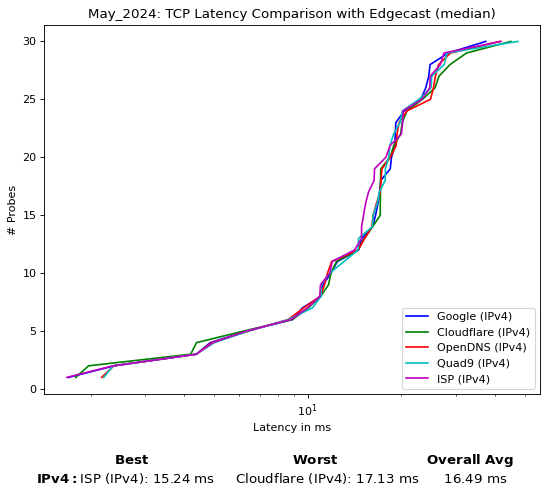 May_2024: TCP Latency Comparison with Edgecast (median)
# Probes
30
25
20
15
10
5
0
10^1
Latency in ms
Google (IPv4)
Cloudflare (IPv4)
OpenDNS (IPv4)
Quad9 (IPv4)
ISP (IPv4)
Best Worst Overall Avg
IPv4: ISP (IPv4): 15.24 ms Cloudflare (IPv4): 17.13 ms 16.49 ms